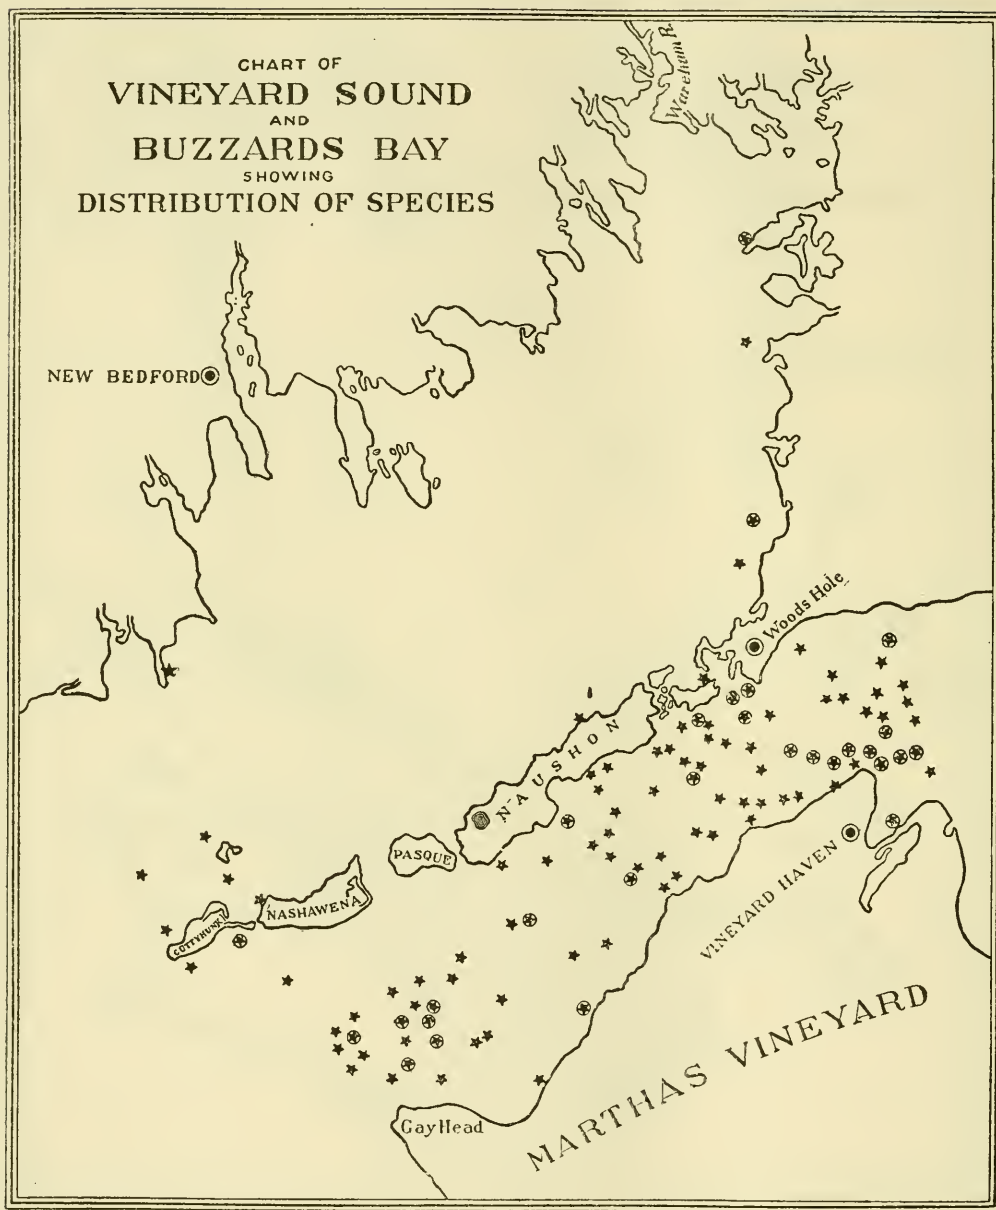 CHART OF
VINEYARD SOUND
AND
BUZZARDS BAY
SHOWING
DISTRIBUTION OF SPECIES
Wareham R.
NEW BEDFORD
Woods Hole
NAUSHON
PASQUE
NASHAWENA
CUTTYHUNK
VINEYARD HAVEN
MARTHAS VINEYARD
Gay Head